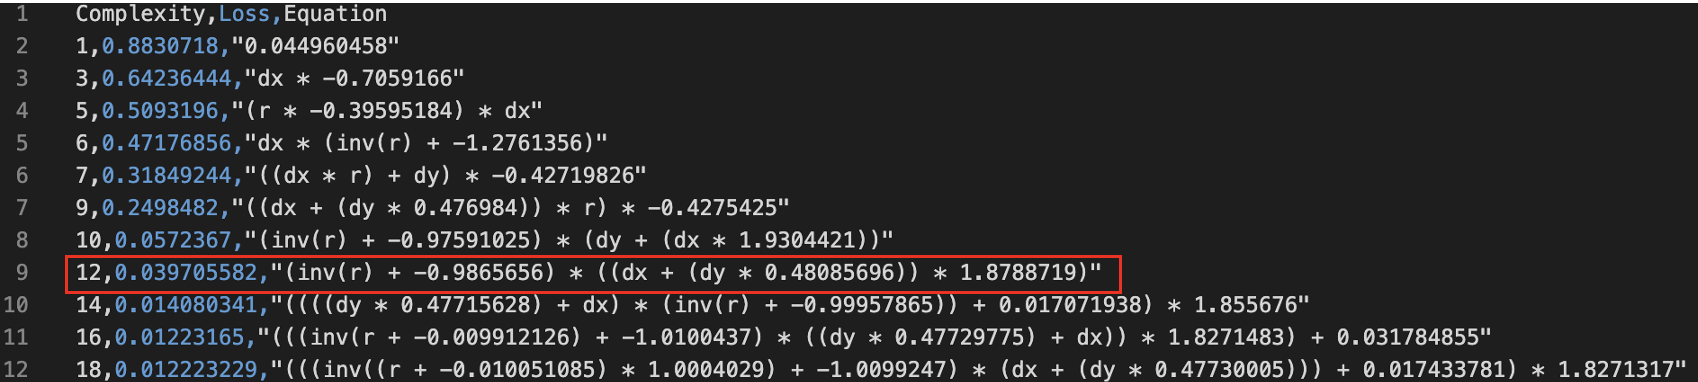 1 Complexity,Loss,Equation
2 1,0.8830718,"0.044960458"
3 3,0.64236444,"dx * -0.7059166"
4 5,0.5093196,"(r * -0.39595184) * dx"
5 6,0.47176856,"dx * (inv(r) + -1.2761356)"
6 7,0.31849244,"((dx * r) + dy) * -0.42719826"
7 9,0.2498482,"((dx + (dy * 0.476984)) * r) * -0.4275425"
8 10,0.0572367,"(inv(r) + -0.97591025) * (dy + (dx * 1.9304421))"
9 12,0.039705582,"(inv(r) + -0.9865656) * ((dx + (dy * 0.48085696)) * 1.8788719)"
10 14,0.014080341,"((((dy * 0.47715628) + dx) * (inv(r) + -0.99957865)) + 0.017071938) * 1.855676"
11 16,0.01223165,"(((inv(r + -0.009912126) + -1.0100437) * ((dy * 0.47729775) + dx)) * 1.8271483) + 0.031784855"
12 18,0.012223229,"(((inv((r + -0.010051085) * 1.0004029) + -1.0099247) * (dx + (dy * 0.47730005))) + 0.017433781) * 1.8271317"